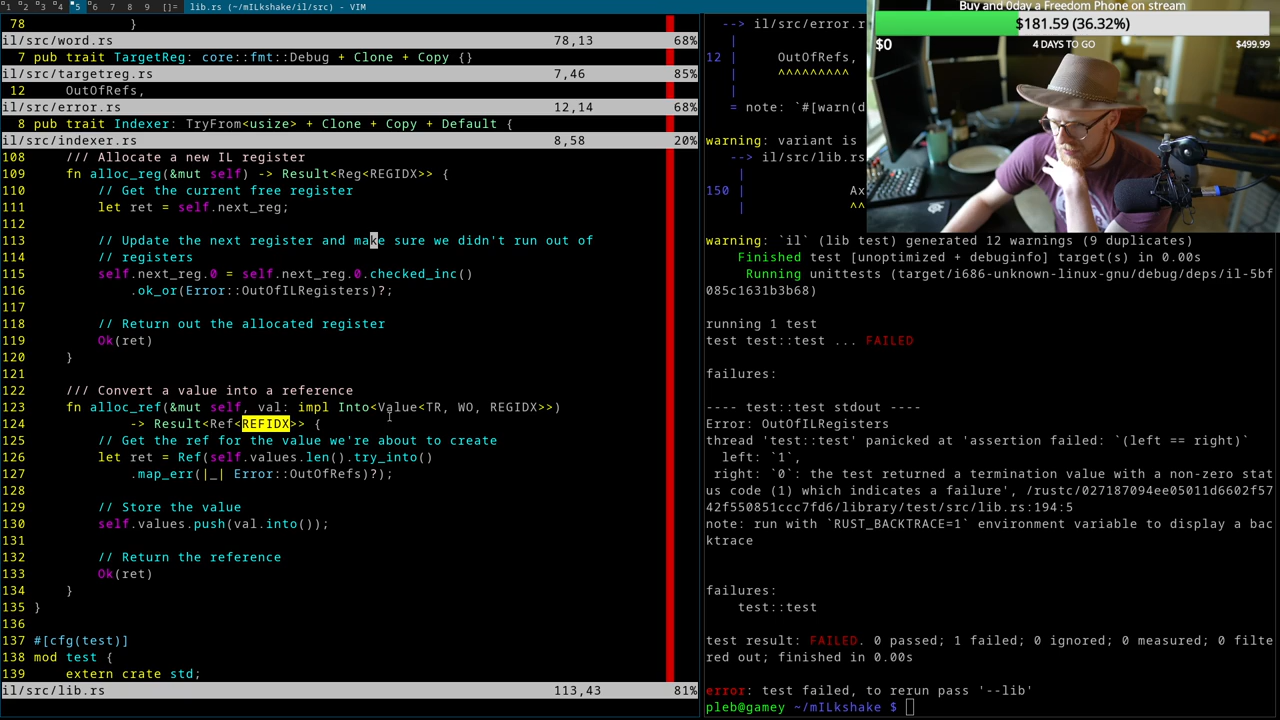 1 2 3 4 5 6 7 8 9 []= lib.rs (~/mILkshake/il/src) - VIM
78             }
il/src/word.rs 78,13 68%
7 pub trait TargetReg: core::fmt::Debug + Clone + Copy {}
il/src/targetreg.rs 7,46 85%
12     OutOfRefs,
il/src/error.rs 12,14 68%
8 pub trait Indexer: TryFrom<usize> + Clone + Copy + Default {
il/src/indexer.rs 8,58 20%
108     /// Allocate a new IL register
109     fn alloc_reg(&mut self) -> Result<Reg<REGIDX>> {
110         // Get the current free register
111         let ret = self.next_reg;
112
113         // Update the next register and make sure we didn't run out of
114         // registers
115         self.next_reg.0 = self.next_reg.0.checked_inc()
116             .ok_or(Error::OutOfILRegisters)?;
117
118         // Return out the allocated register
119         Ok(ret)
120     }
121
122     /// Convert a value into a reference
123     fn alloc_ref(&mut self, val: impl Into<Value<TR, WO, REGIDX>>)
124             -> Result<Ref<REFIDX>> {
125         // Get the ref for the value we're about to create
126         let ret = Ref(self.values.len().try_into()
127             .map_err(|_| Error::OutOfRefs)?);
128
129         // Store the value
130         self.values.push(val.into());
131
132         // Return the reference
133         Ok(ret)
134     }
135 }
136
137 #[cfg(test)]
138 mod test {
139     extern crate std;
il/src/lib.rs 113,43 81%
--> il/src/error.r
|
12 |     OutOfRefs,
|     ^^^^^^^^^
|
= note: `#[warn(d
warning: variant is
--> il/src/lib.rs
|
150 |              Ax
|              ^^
warning: `il` (lib test) generated 12 warnings (9 duplicates)
Finished test [unoptimized + debuginfo] target(s) in 0.00s
Running unittests (target/i686-unknown-linux-gnu/debug/deps/il-5bf
085c1631b3b68)
running 1 test
test test::test ... FAILED
failures:
---- test::test stdout ----
Error: OutOfILRegisters
thread 'test::test' panicked at 'assertion failed: `(left == right)`
left: `1`,
right: `0`: the test returned a termination value with a non-zero stat
us code (1) which indicates a failure', /rustc/027187094ee05011d6602f57
42f550851ccc7fd6/library/test/src/lib.rs:194:5
note: run with `RUST_BACKTRACE=1` environment variable to display a bac
ktrace
failures:
test::test
test result: FAILED. 0 passed; 1 failed; 0 ignored; 0 measured; 0 filte
red out; finished in 0.00s
error: test failed, to rerun pass '--lib'
pleb@gamey ~/mILkshake $
Buy and 0day a Freedom Phone on stream
$181.59 (36.32%)
$0 4 DAYS TO GO $499.99